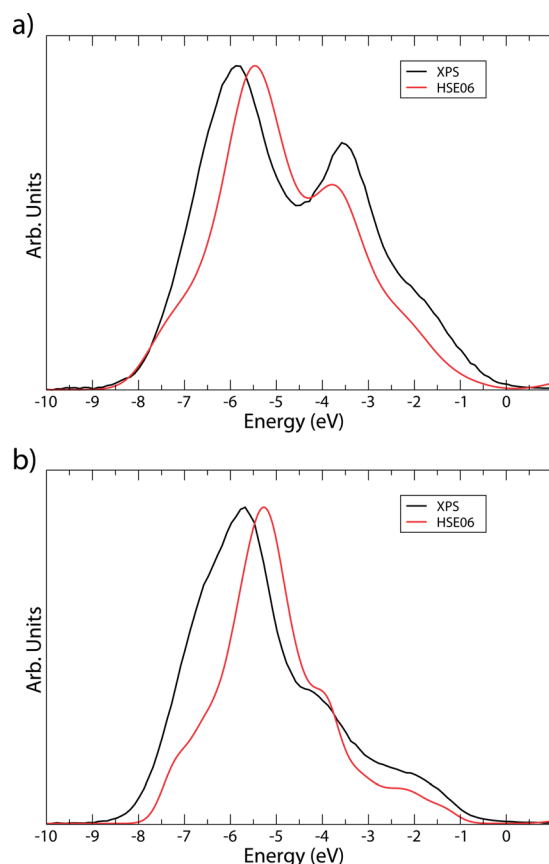 a)
XPS
HSE06
Arb. Units
-10 -9 -8 -7 -6 -5 -4 -3 -2 -1 0
Energy (eV)
b)
XPS
HSE06
Arb. Units
-10 -9 -8 -7 -6 -5 -4 -3 -2 -1 0
Energy (eV)